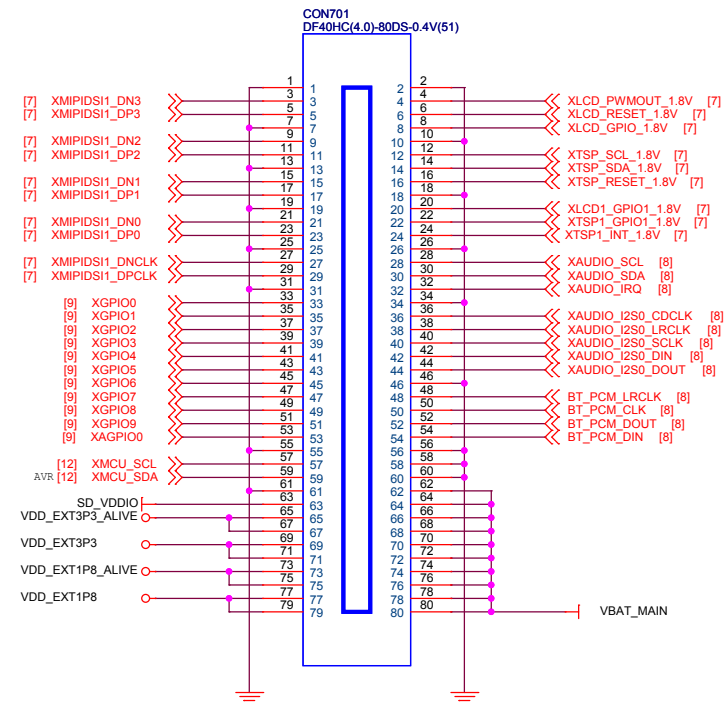 CON701
DF40HC(4.0)-80DS-0.4V(51)
1 1 2 2
[7] XMIPIDSI1_DN3 3 3 4 4 XLCD_PWMOUT_1.8V [7]
[7] XMIPIDSI1_DP3 5 5 6 6 XLCD_RESET_1.8V [7]
7 7 8 8 XLCD_GPIO_1.8V [7]
[7] XMIPIDSI1_DN2 9 9 10 10
[7] XMIPIDSI1_DP2 11 11 12 12 XTSP_SCL_1.8V [7]
13 13 14 14 XTSP_SDA_1.8V [7]
[7] XMIPIDSI1_DN1 15 15 16 16 XTSP_RESET_1.8V [7]
[7] XMIPIDSI1_DP1 17 17 18 18
19 19 20 20 XLCD1_GPIO1_1.8V [7]
[7] XMIPIDSI1_DN0 21 21 22 22 XTSP1_GPIO1_1.8V [7]
[7] XMIPIDSI1_DP0 23 23 24 24 XTSP1_INT_1.8V [7]
25 25 26 26
[7] XMIPIDSI1_DNCLK 27 27 28 28 XAUDIO_SCL [8]
[7] XMIPIDSI1_DPCLK 29 29 30 30 XAUDIO_SDA [8]
31 31 32 32 XAUDIO_IRQ [8]
[9] XGPIO0 33 33 34 34
[9] XGPIO1 35 35 36 36 XAUDIO_I2S0_CDCLK [8]
[9] XGPIO2 37 37 38 38 XAUDIO_I2S0_LRCLK [8]
[9] XGPIO3 39 39 40 40 XAUDIO_I2S0_SCLK [8]
[9] XGPIO4 41 41 42 42 XAUDIO_I2S0_DIN [8]
[9] XGPIO5 43 43 44 44 XAUDIO_I2S0_DOUT [8]
[9] XGPIO6 45 45 46 46
[9] XGPIO7 47 47 48 48 BT_PCM_LRCLK [8]
[9] XGPIO8 49 49 50 50 BT_PCM_CLK [8]
[9] XGPIO9 51 51 52 52 BT_PCM_DOUT [8]
[9] XAGPIO0 53 53 54 54 BT_PCM_DIN [8]
55 55 56 56
[12] XMCU_SCL 57 57 58 58
AVR [12] XMCU_SDA 59 59 60 60
61 61 62 62
SD_VDDIO 63 63 64 64
VDD_EXT3P3_ALIVE 65 65 66 66
67 67 68 68
VDD_EXT3P3 69 69 70 70
71 71 72 72
VDD_EXT1P8_ALIVE 73 73 74 74
75 75 76 76
VDD_EXT1P8 77 77 78 78
79 79 80 80 VBAT_MAIN